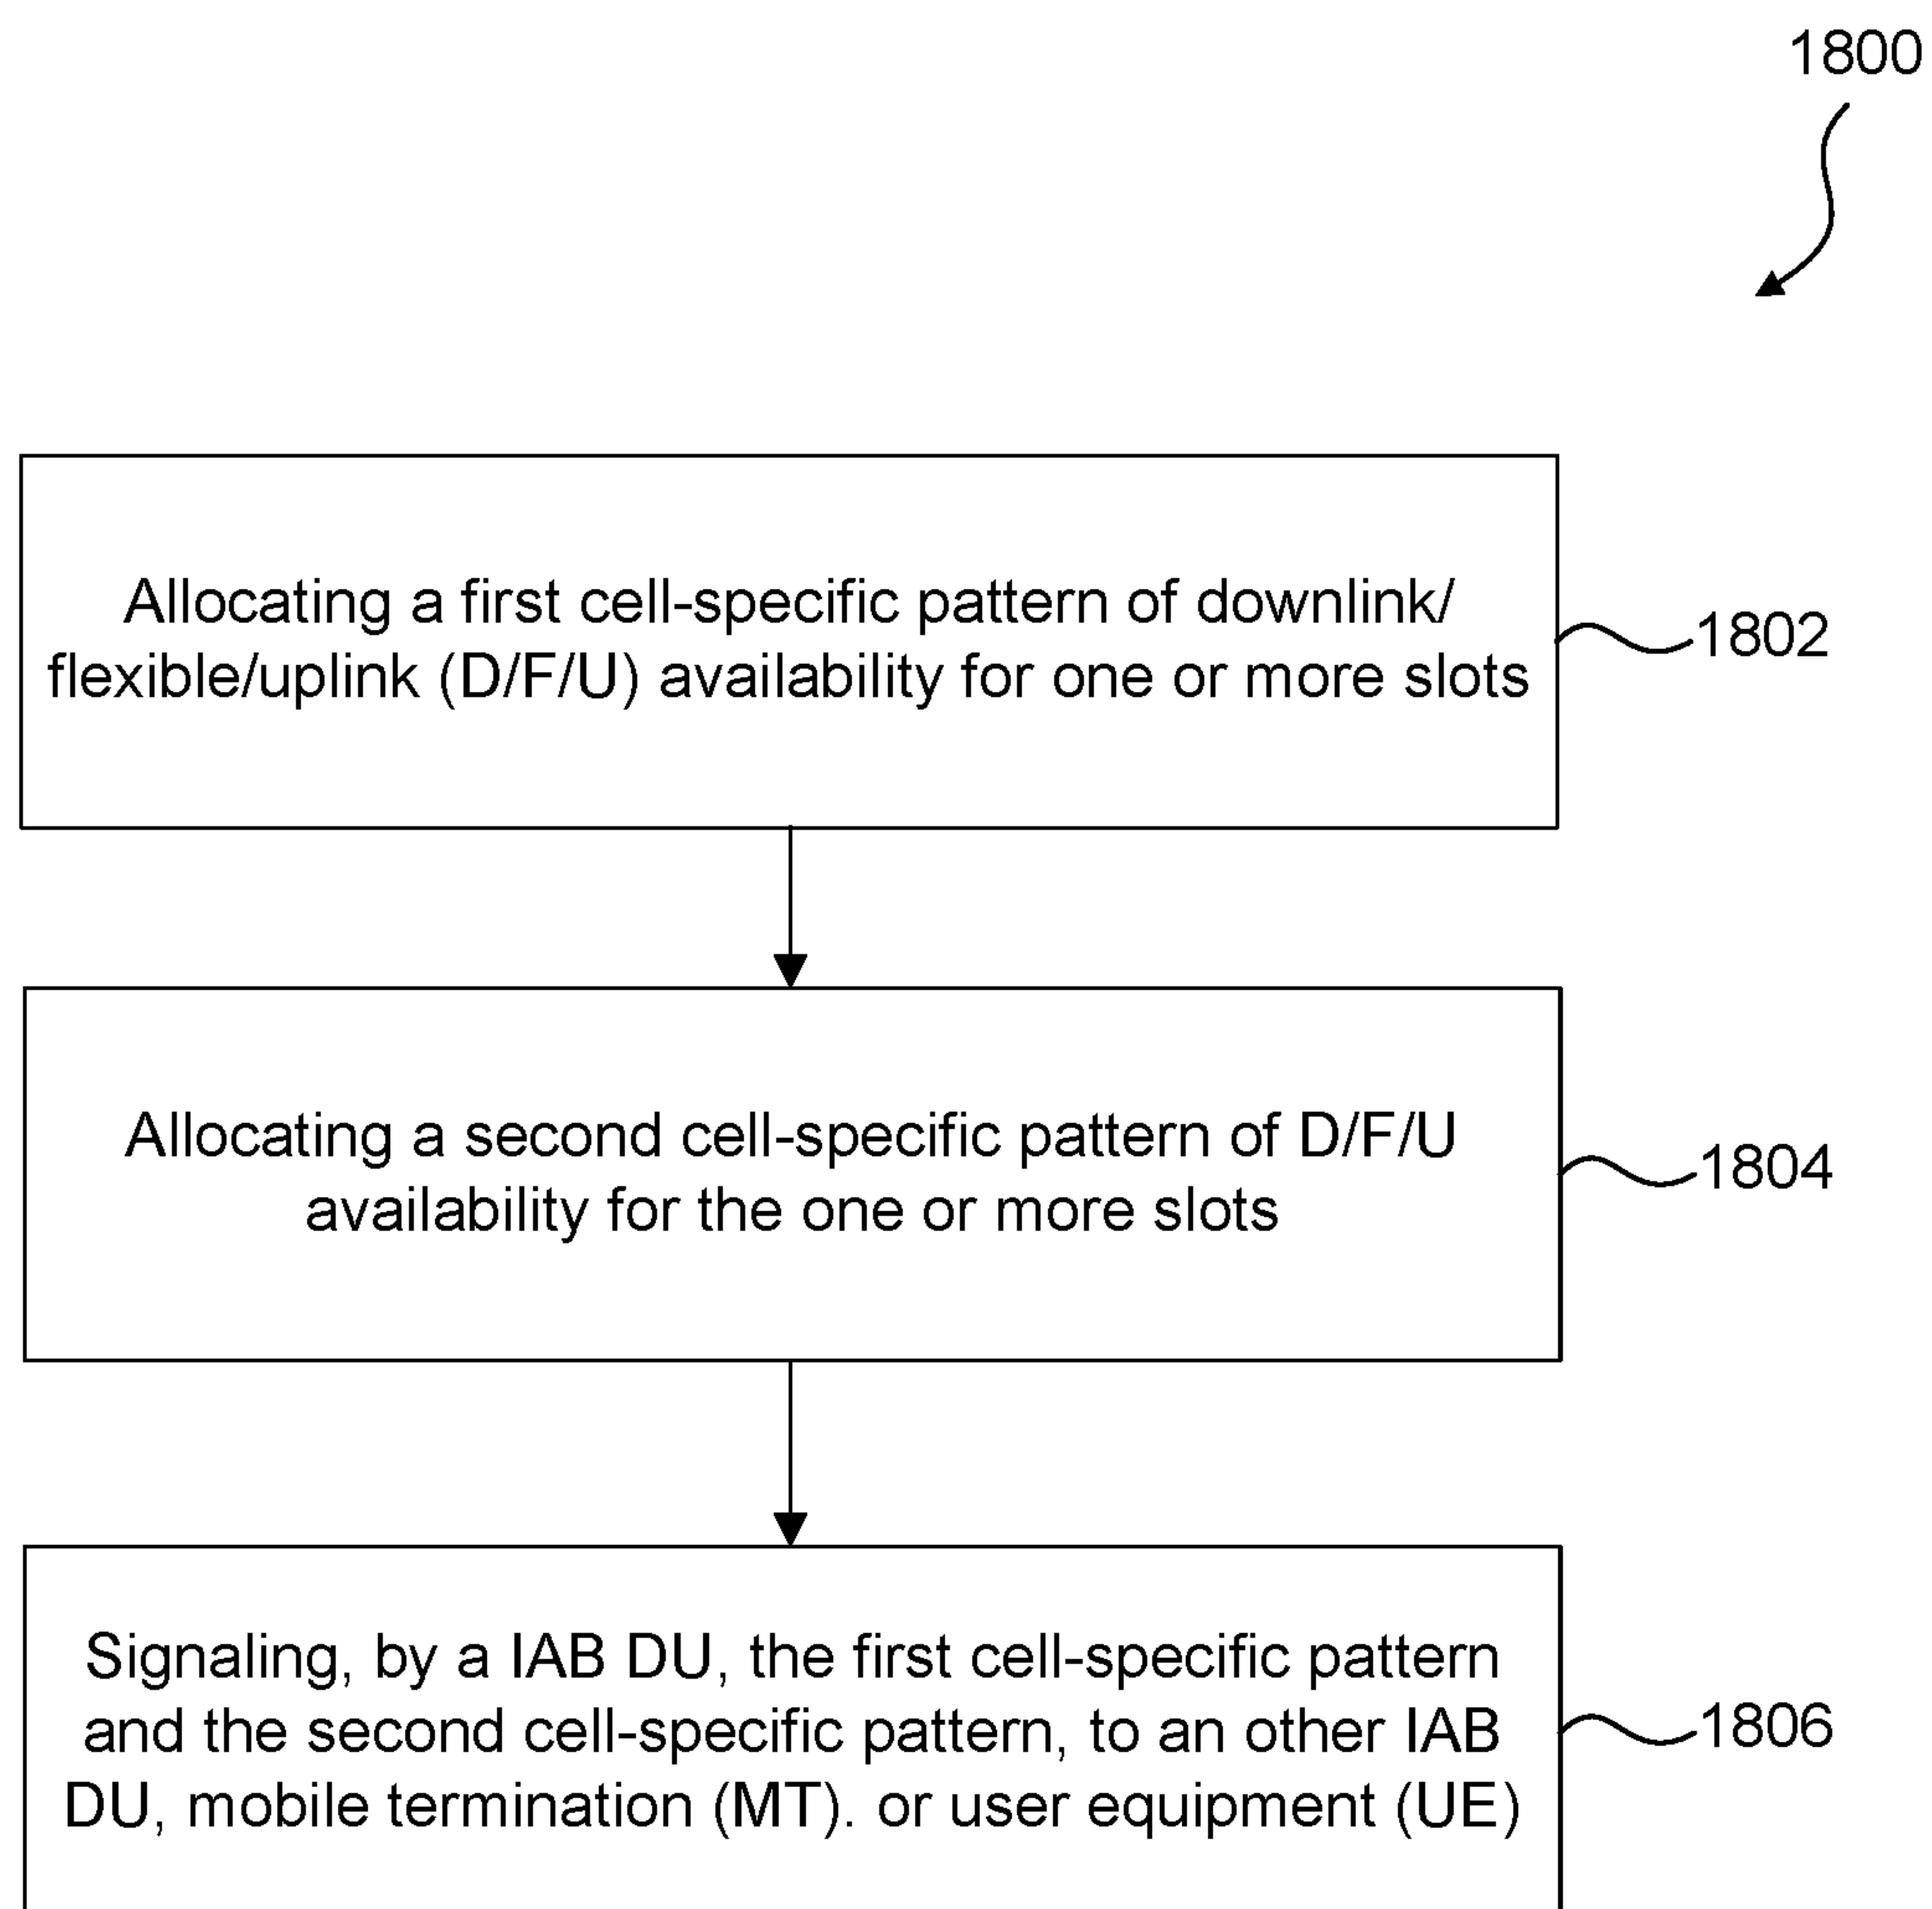 1800
Allocating a first cell-specific pattern of downlink/
flexible/uplink (D/F/U) availability for one or more slots
1802
Allocating a second cell-specific pattern of D/F/U
availability for the one or more slots
1804
Signaling, by a IAB DU, the first cell-specific pattern
and the second cell-specific pattern, to an other IAB
DU, mobile termination (MT). or user equipment (UE)
1806